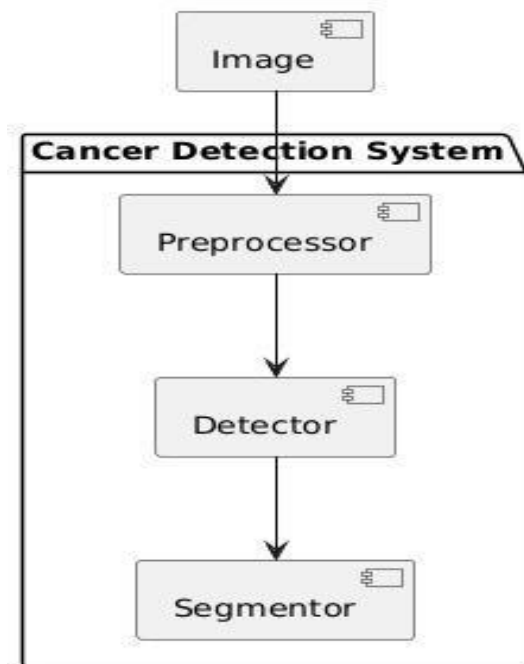 Image
Cancer Detection System
Preprocessor
Detector
Segmentor